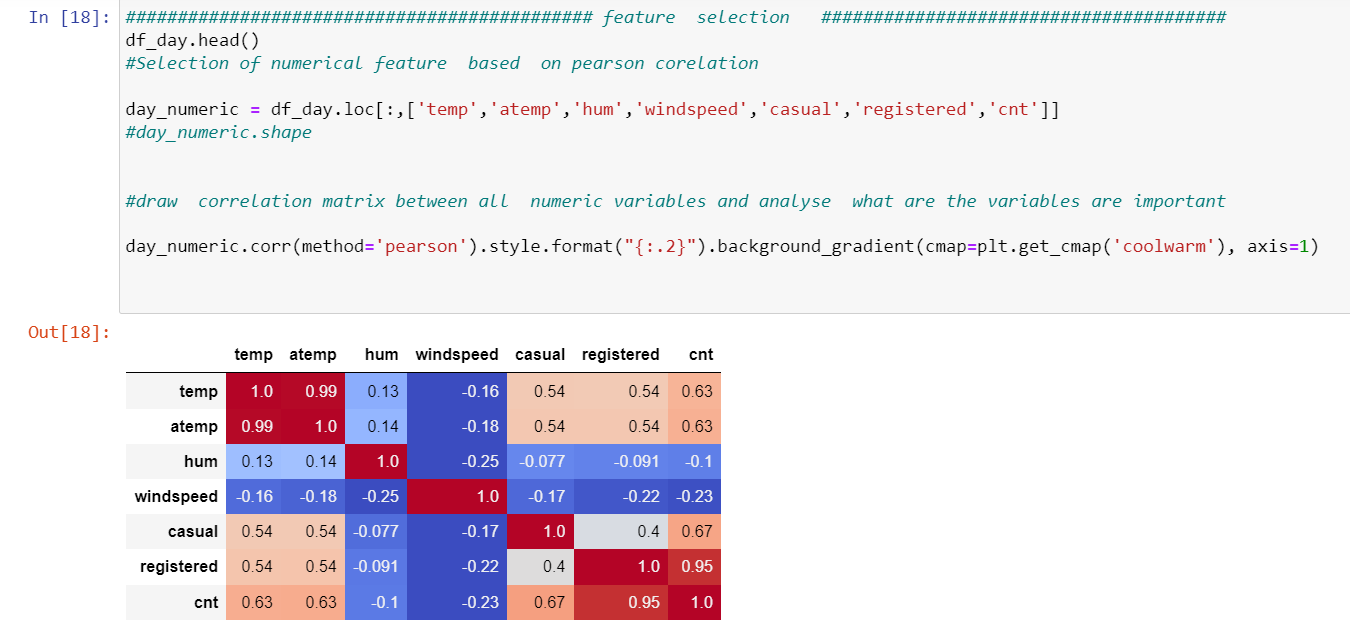 In [18]: ############################################# feature  selection   #######################################
df_day.head()
#Selection of numerical feature  based  on pearson corelation
day_numeric = df_day.loc[:,['temp','atemp','hum','windspeed','casual','registered','cnt']]
#day_numeric.shape
#draw  correlation matrix between all  numeric variables and analyse  what are the variables are important
day_numeric.corr(method='pearson').style.format("{:.2}").background_gradient(cmap=plt.get_cmap('coolwarm'), axis=1)
Out[18]:
temp atemp hum windspeed casual registered cnt
temp 1.0 0.99 0.13 -0.16 0.54 0.54 0.63
atemp 0.99 1.0 0.14 -0.18 0.54 0.54 0.63
hum 0.13 0.14 1.0 -0.25 -0.077 -0.091 -0.1
windspeed -0.16 -0.18 -0.25 1.0 -0.17 -0.22 -0.23
casual 0.54 0.54 -0.077 -0.17 1.0 0.4 0.67
registered 0.54 0.54 -0.091 -0.22 0.4 1.0 0.95
cnt 0.63 0.63 -0.1 -0.23 0.67 0.95 1.0